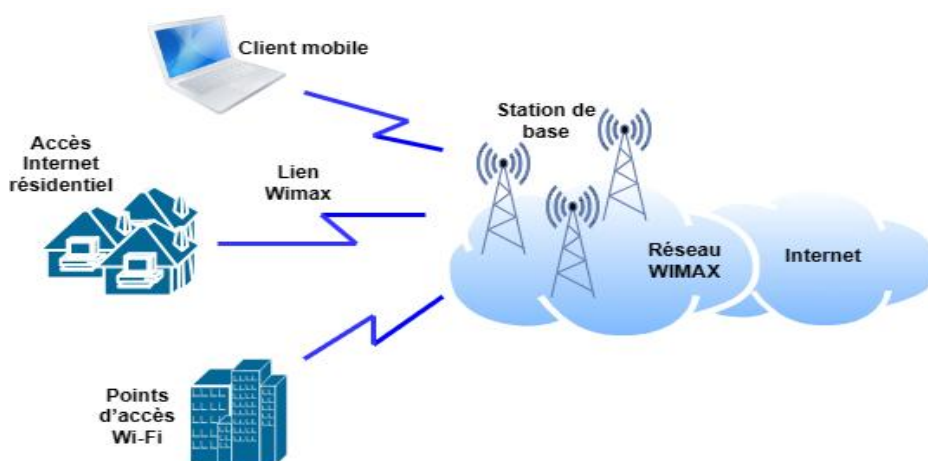 Client mobile
Station de
base
Accès
Internet
résidentiel
Lien
Wimax
Réseau
WIMAX
Internet
Points
d'accès
Wi-Fi